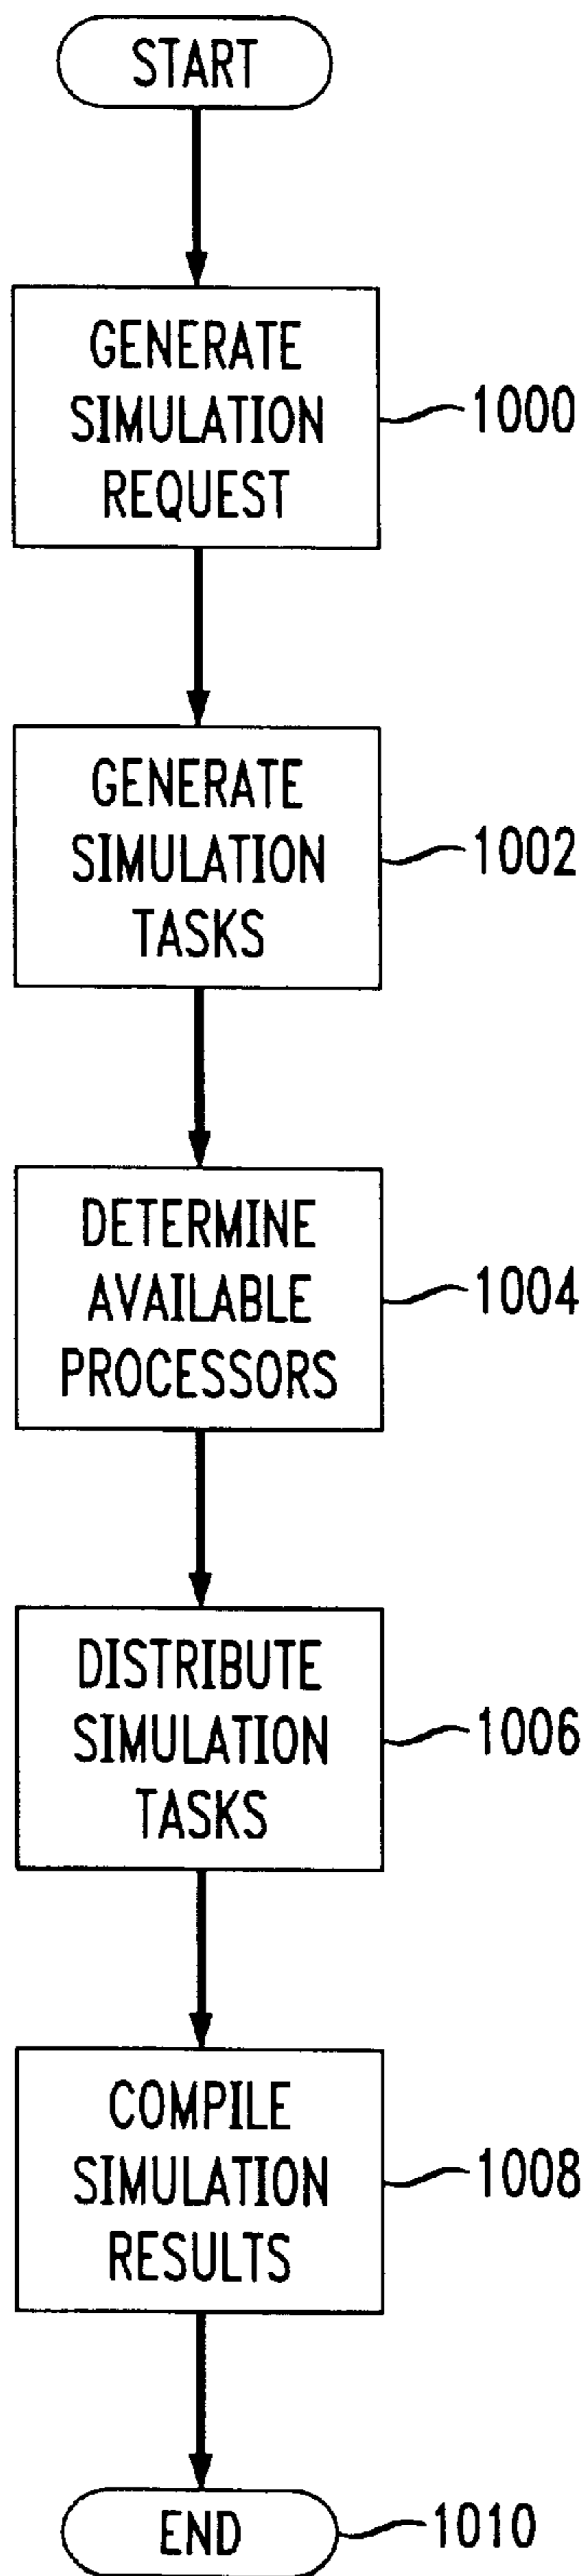 START
GENERATE
SIMULATION
REQUEST
1000
GENERATE
SIMULATION
TASKS
1002
DETERMINE
AVAILABLE
PROCESSORS
1004
DISTRIBUTE
SIMULATION
TASKS
1006
COMPILE
SIMULATION
RESULTS
1008
END
1010